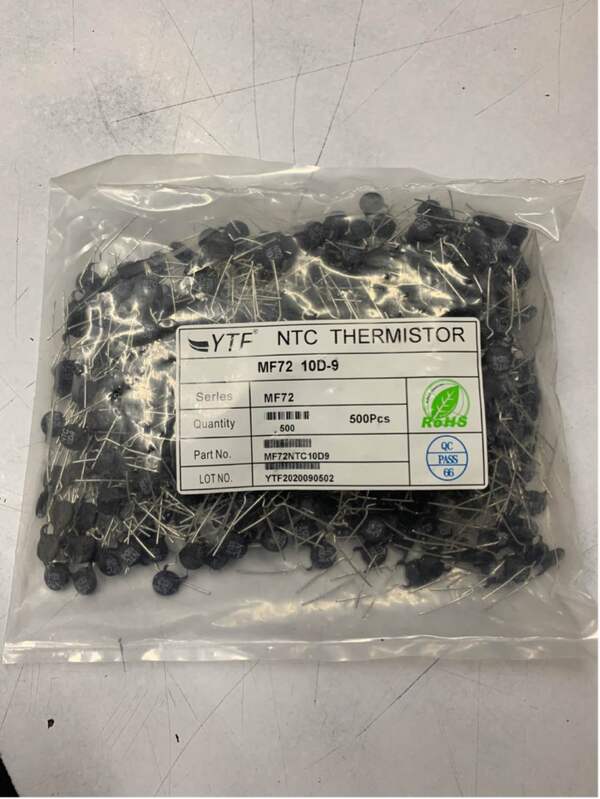 YTF® NTC THERMISTOR
MF72 10D-9
Series MF72
Quantity 500 500Pcs
Part No. MF72NTC10D9
LOT NO. YTF2020090502
RoHS
QC
PASS
66